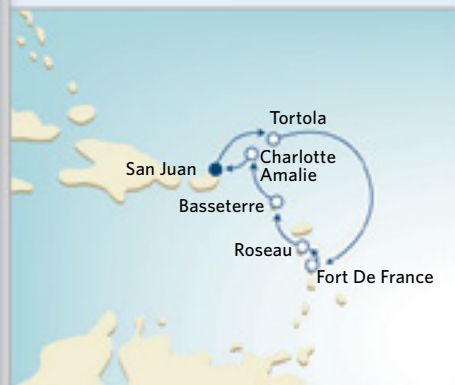 Tortola
Charlotte
Amalie
San Juan
Basseterre
Roseau
Fort De France